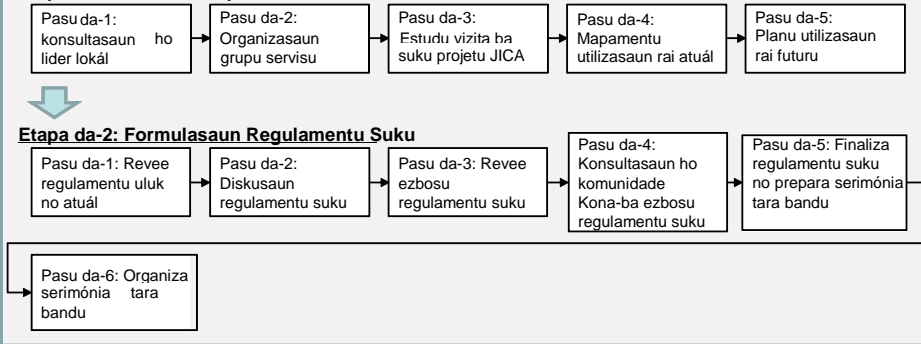 Pasu da-1:
konsultasaun ho
lider lokál
Pasu da-2:
Organizasaun
grupu servisu
Pasu da-3:
Estudu vizita ba
suku projetu JICA
Pasu da-4:
Mapamentu
utilizasaun rai atuál
Pasu da-5:
Planu utilizasaun
rai futuru
Etapa da-2: Formulasaun Regulamentu Suku
Pasu da-1: Revee
regulamentu uluk
no atuál
Pasu da-2:
Diskusaun
regulamentu suku
Pasu da-3: Revee
ezbosu
regulamentu suku
Pasu da-4:
Konsultasaun ho
komunidade
Kona-ba ezbosu
regulamentu suku
Pasu da-5: Finaliza
regulamentu suku
no prepara serimónia
tara bandu
Pasu da-6: Organiza
serimónia tara
bandu